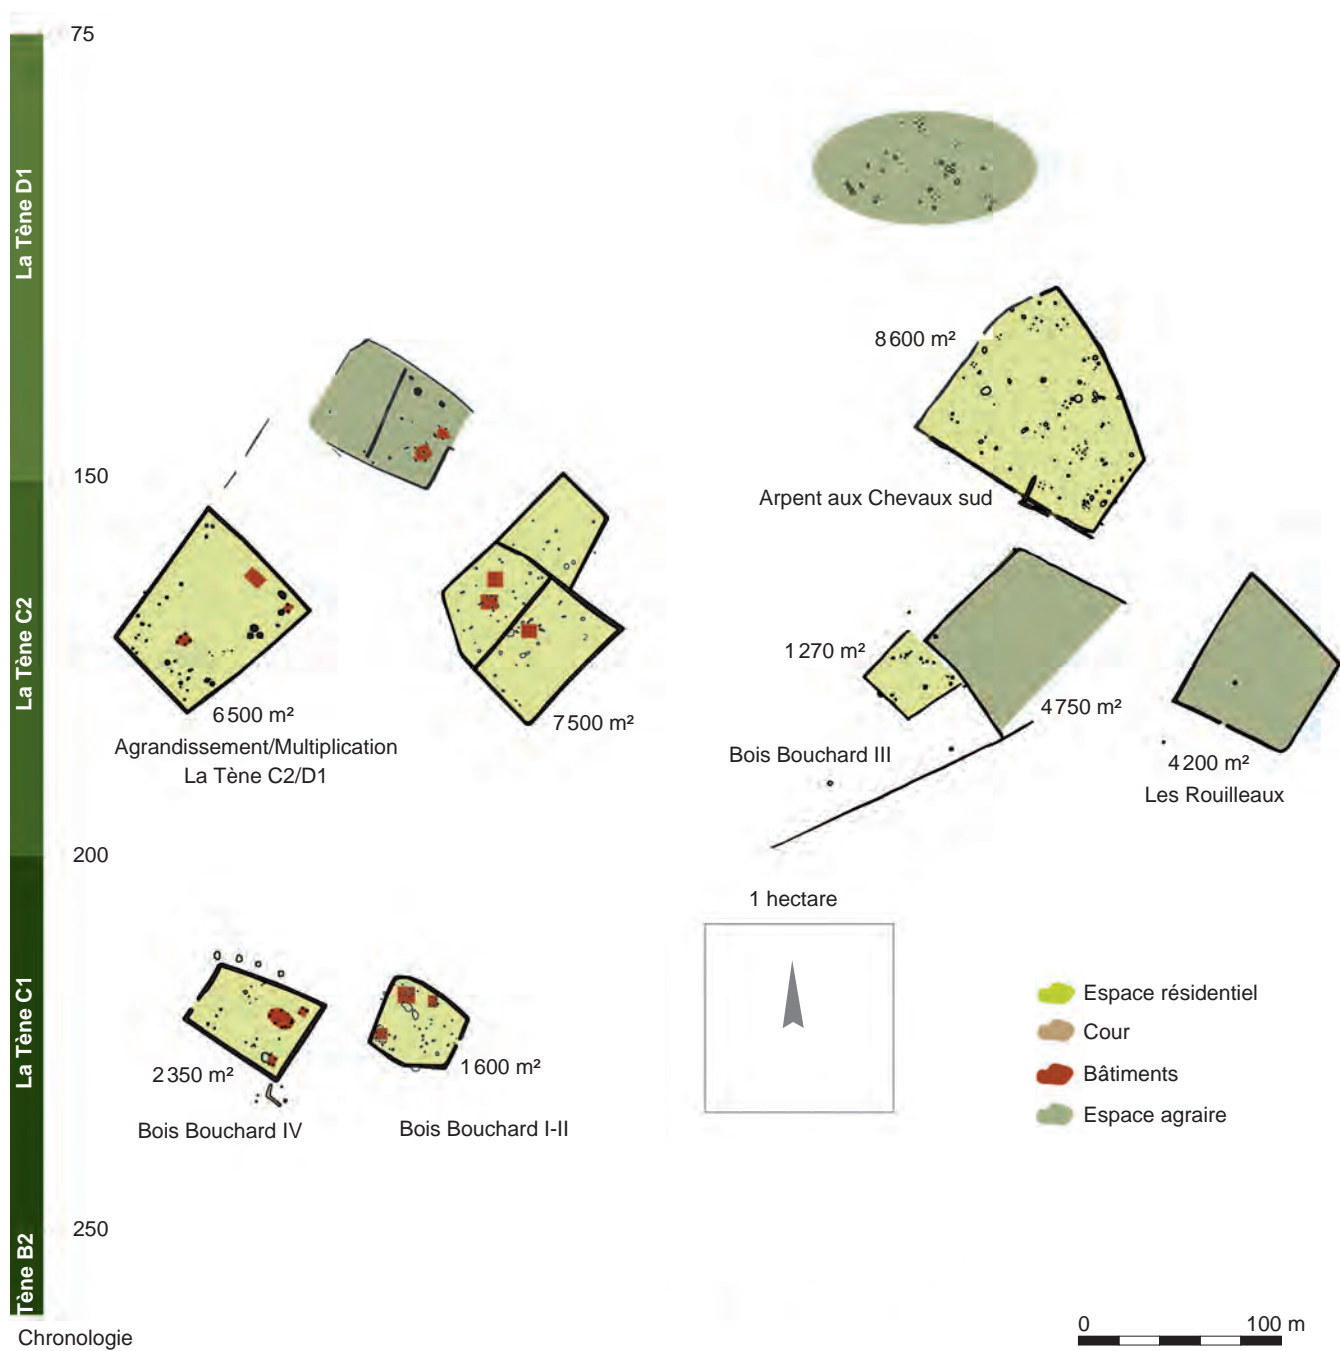 75
La Tène D1
8 600 m²
150
Arpent aux Chevaux sud
La Tène C2
1 270 m²
6 500 m²
7 500 m²
4 750 m²
Agrandissement/Multiplication
La Tène C2/D1
Bois Bouchard III
4 200 m²
Les Rouilleaux
200
1 hectare
La Tène C1
Espace résidentiel
Cour
2 350 m²
1 600 m²
Bâtiments
Bois Bouchard IV
Bois Bouchard I-II
Espace agraire
250
Tène B2
Chronologie
0 100 m